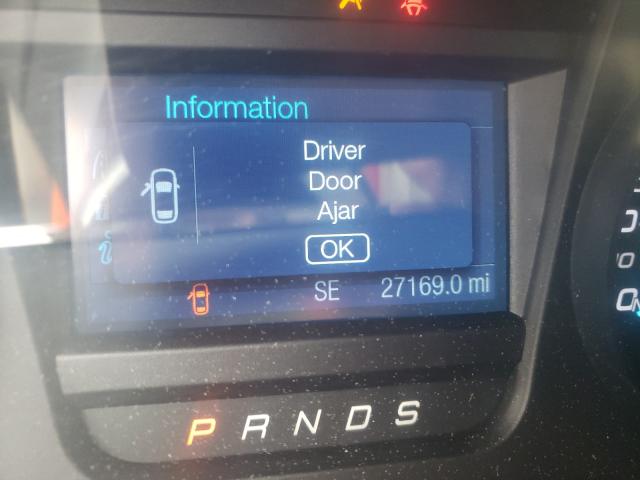 Information
Driver
Door
Ajar
OK
SE 27169.0 mi
P R N D S